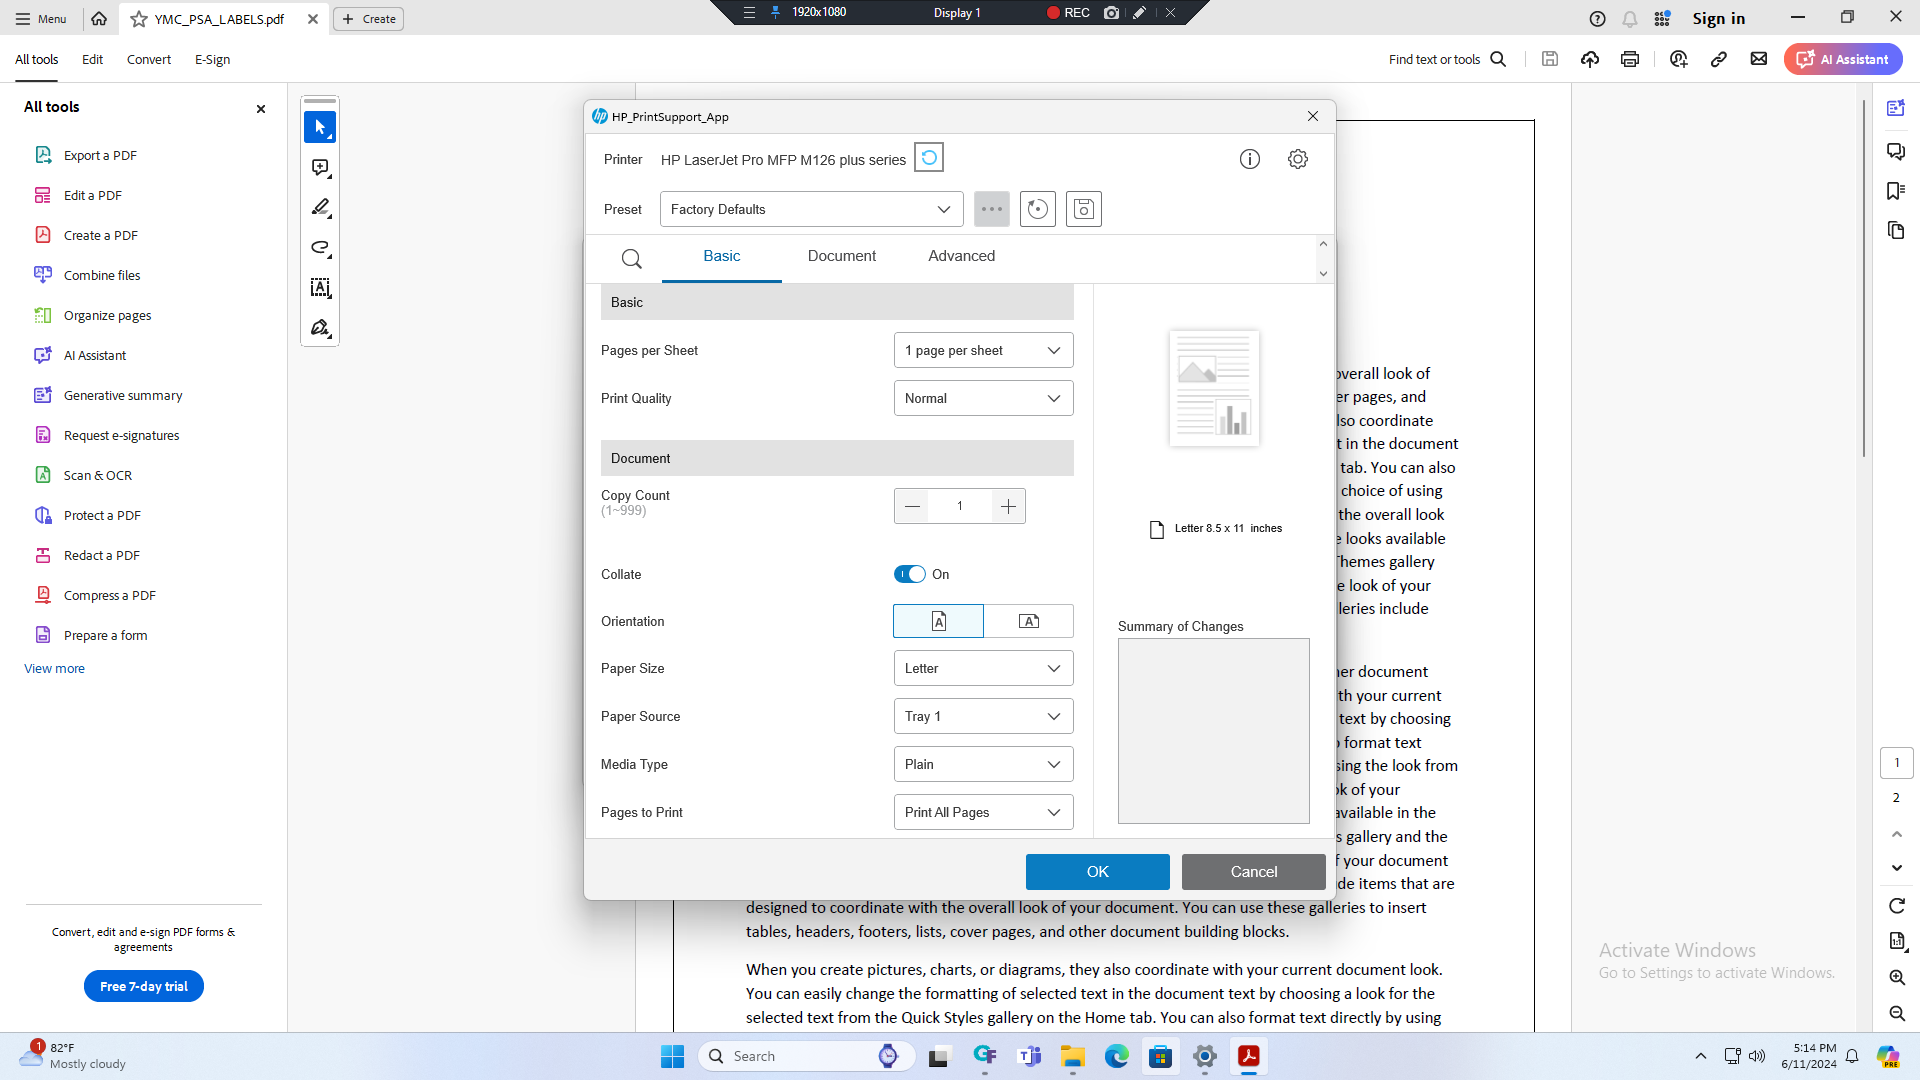 Menu
YMC_PSA_LABELS.pdf
Create
1920x1080
Display 1
REC
Sign in
All tools
Edit
Convert
E-Sign
Find text or tools
AI Assistant
All tools
Export a PDF
Edit a PDF
Create a PDF
Combine files
Organize pages
AI Assistant
Generative summary
Request e-signatures
Scan & OCR
Protect a PDF
Redact a PDF
Compress a PDF
Prepare a form
View more
Convert, edit and e-sign PDF forms &
agreements
Free 7-day trial
HP_PrintSupport_App
Printer
HP LaserJet Pro MFP M126 plus series
Preset
Factory Defaults
Basic
Document
Advanced
Basic
Pages per Sheet
1 page per sheet
Print Quality
Normal
Document
Copy Count
(1~999)
1
Collate
On
Orientation
A
A
Paper Size
Letter
Paper Source
Tray 1
Media Type
Plain
Pages to Print
Print All Pages
Letter 8.5 x 11 inches
Summary of Changes
OK
Cancel
overall look of
er pages, and
lso coordinate
t in the document
tab. You can also
choice of using
the overall look
e looks available
Themes gallery
e look of your
leries include
her document
th your current
text by choosing
o format text
sing the look from
ok of your
available in the
s gallery and the
f your document
de items that are
designed to coordinate with the overall look of your document. You can use these galleries to insert
tables, headers, footers, lists, cover pages, and other document building blocks.
When you create pictures, charts, or diagrams, they also coordinate with your current document look.
You can easily change the formatting of selected text in the document text by choosing a look for the
selected text from the Quick Styles gallery on the Home tab. You can also format text directly by using
1
2
1:1
Activate Windows
Go to Settings to activate Windows.
1
82°F
Mostly cloudy
Search
5:14 PM
6/11/2024
PRE